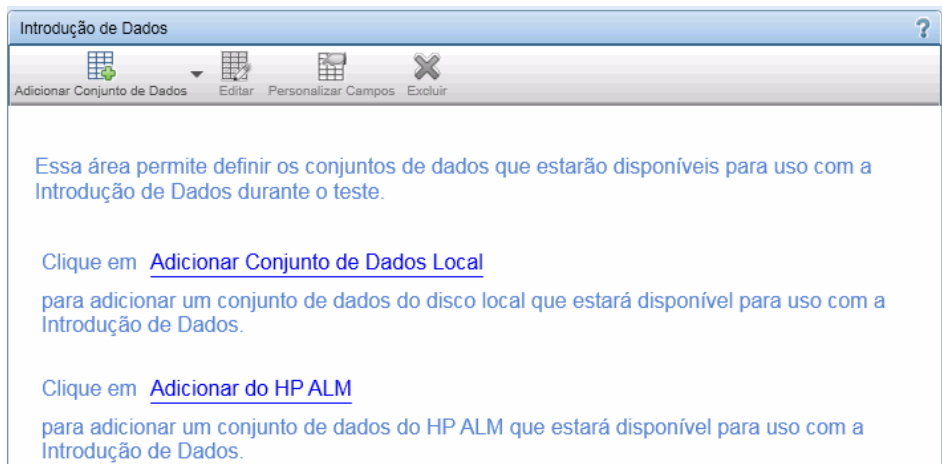 Introdução de Dados ?
Adicionar Conjunto de Dados Editar Personalizar Campos Excluir
Essa área permite definir os conjuntos de dados que estarão disponíveis para uso com a
Introdução de Dados durante o teste.
Clique em Adicionar Conjunto de Dados Local
para adicionar um conjunto de dados do disco local que estará disponível para uso com a
Introdução de Dados.
Clique em Adicionar do HP ALM
para adicionar um conjunto de dados do HP ALM que estará disponível para uso com a
Introdução de Dados.